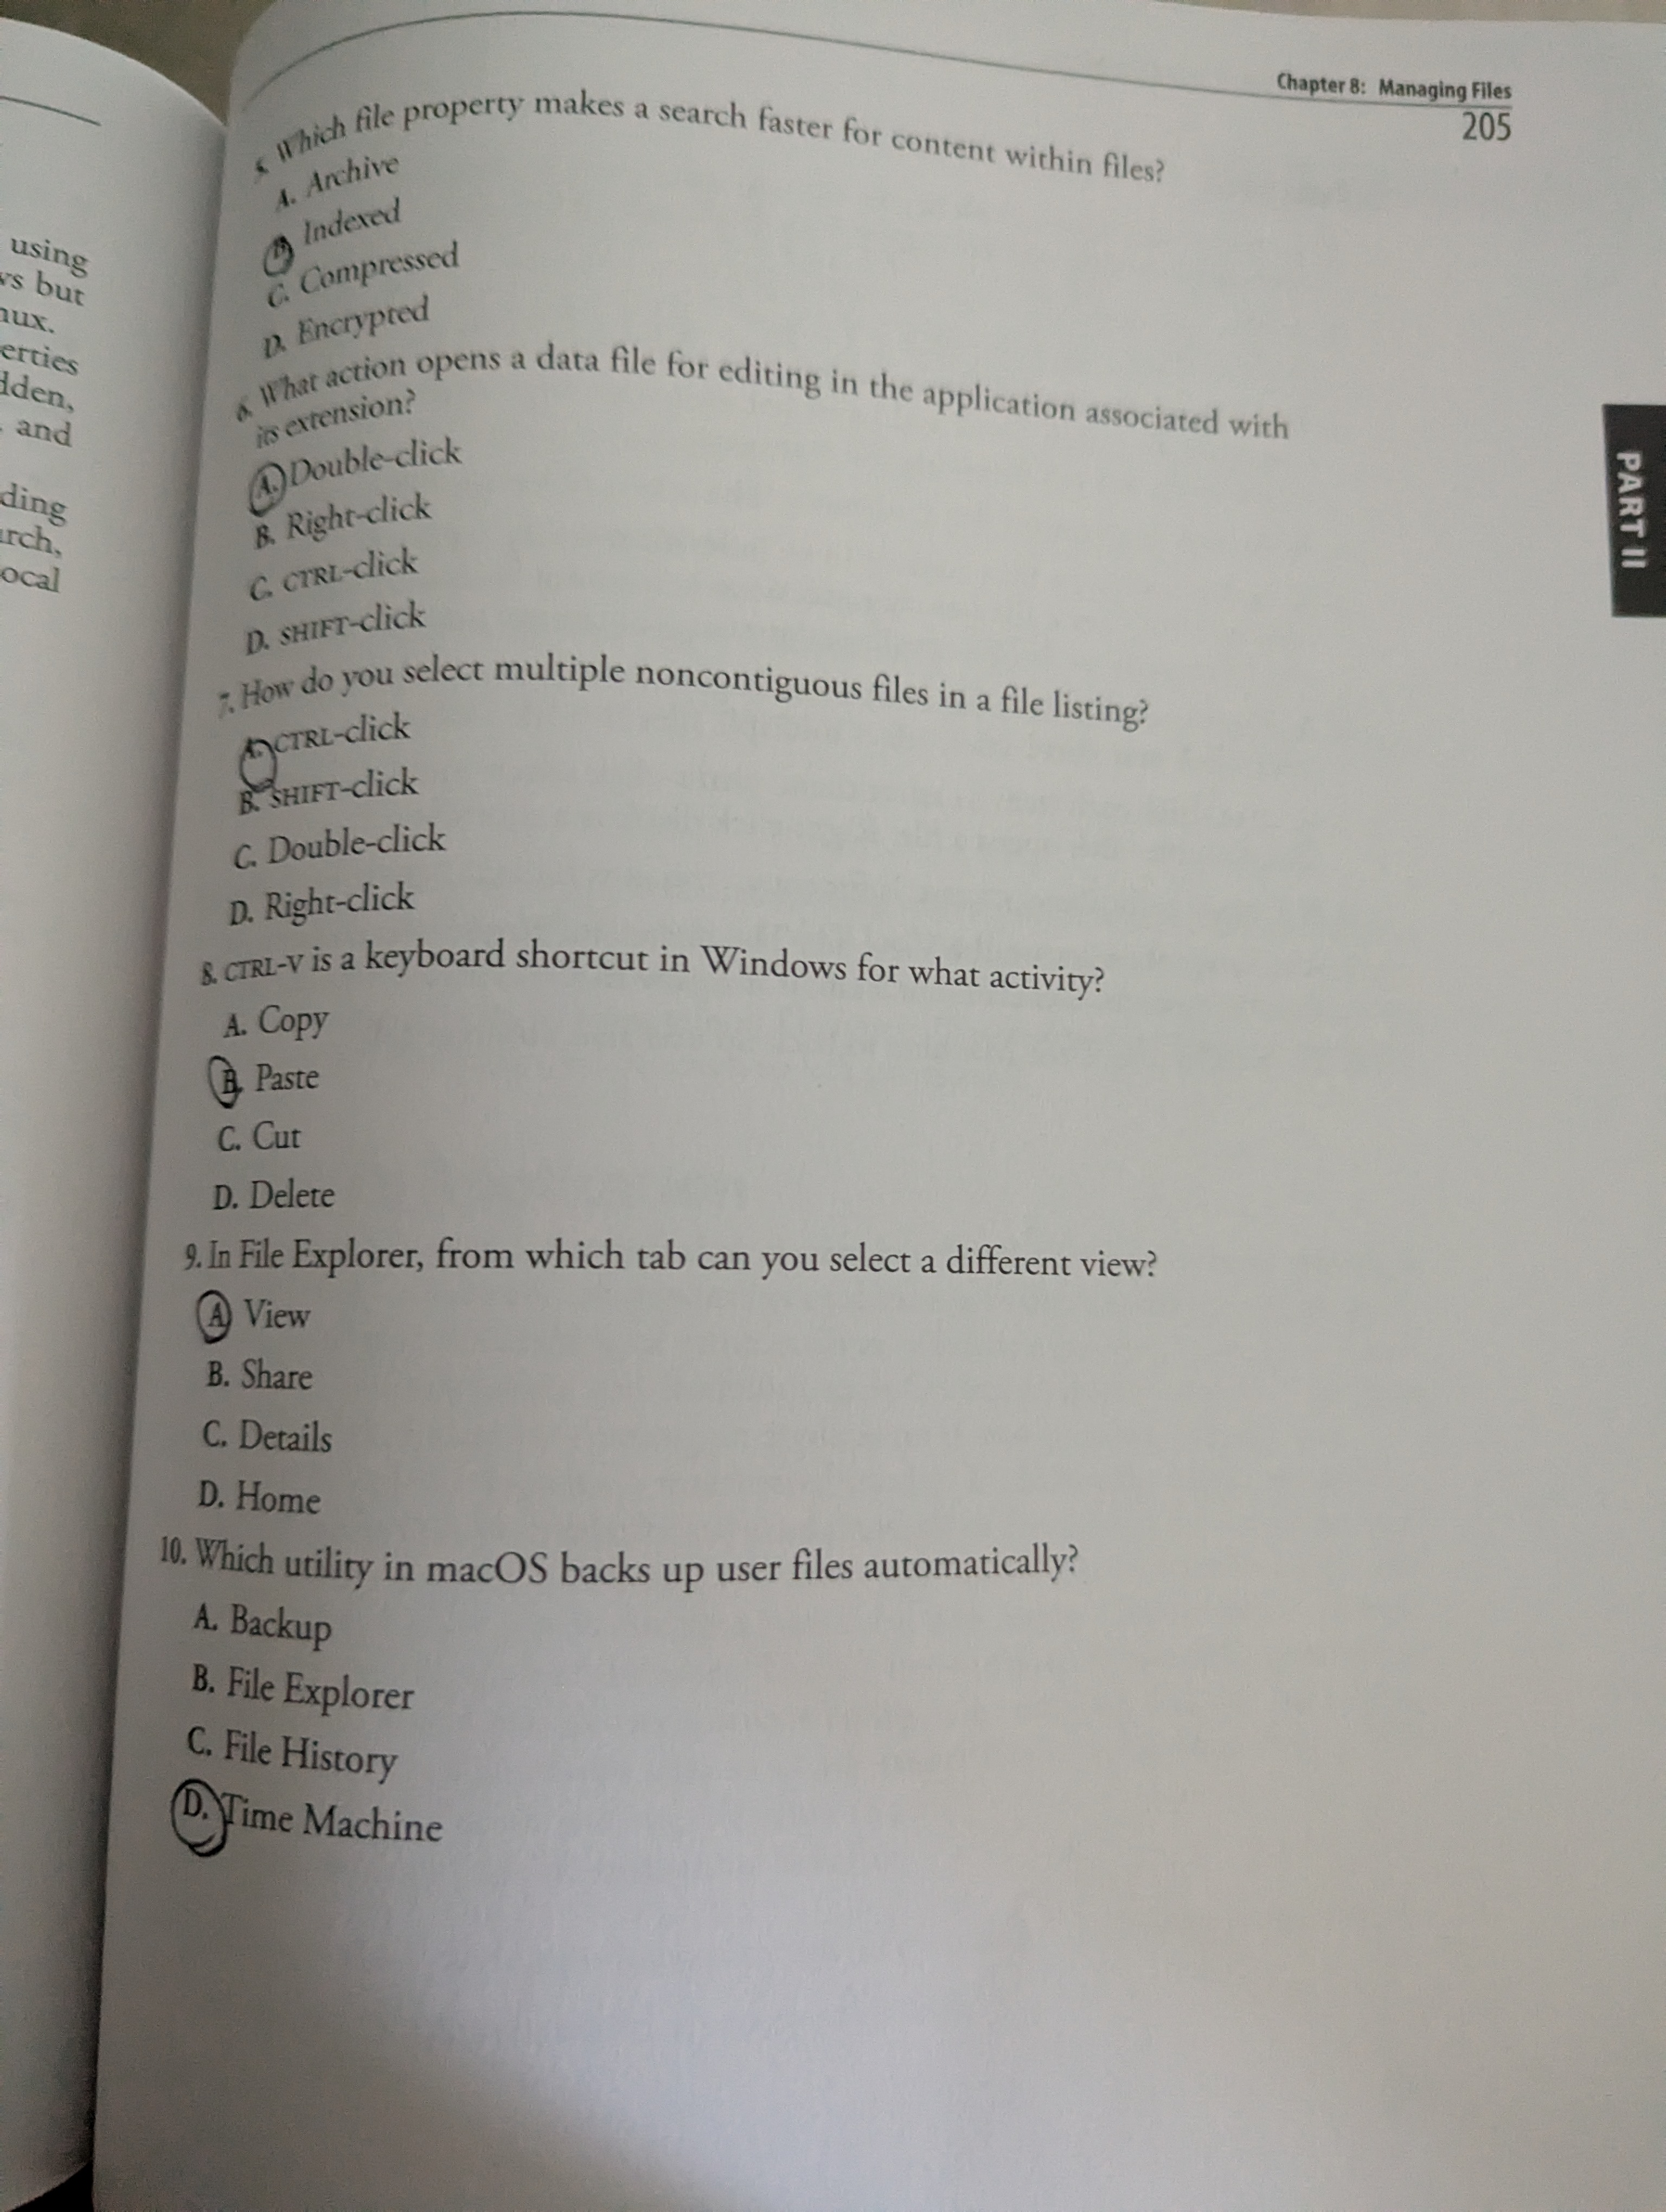 Chapter 8: Managing Files
205
using
ws but
nux.
erties
dden,
and
ding
rch,
ocal
5. Which file property makes a search faster for content within files?
A. Archive
B. Indexed
C. Compressed
D. Encrypted
6. What action opens a data file for editing in the application associated with
its extension?
A. Double-click
B. Right-click
C. CTRL-click
D. SHIFT-click
7. How do you select multiple noncontiguous files in a file listing?
A. CTRL-click
B. SHIFT-click
C. Double-click
D. Right-click
8. CTRL-V is a keyboard shortcut in Windows for what activity?
A. Copy
B. Paste
C. Cut
D. Delete
9. In File Explorer, from which tab can you select a different view?
A View
B. Share
C. Details
D. Home
10. Which utility in macOS backs up user files automatically?
A. Backup
B. File Explorer
C. File History
D. Time Machine
PART II